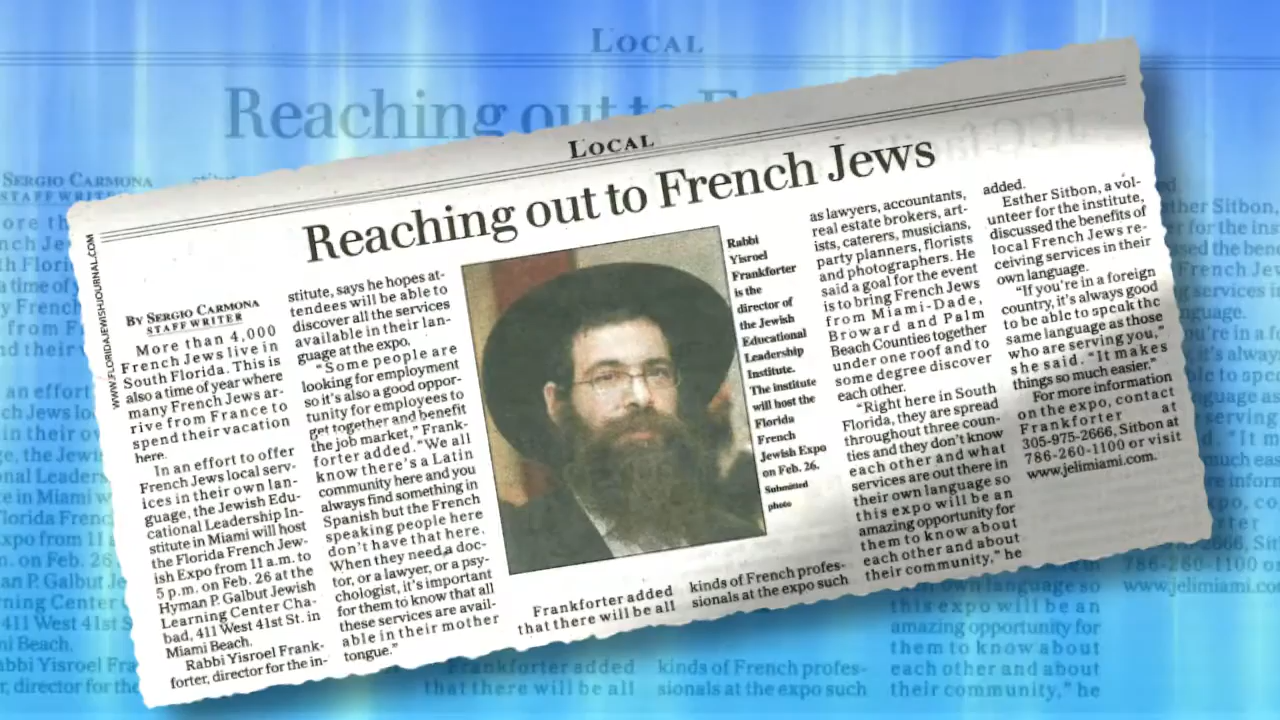 LOCAL
Reaching out to French Jews
WWW.FLORIDAJEWISHJOURNAL.COM
BY SERGIO CARMONA
STAFF WRITER
More than 4,000
French Jews live in
South Florida. This is
also a time of year where
many French Jews ar-
rive from France to
spend their vacation
here.
In an effort to offer
French Jews local serv-
ices in their own lan-
guage, the Jewish Edu-
cational Leadership In-
stitute in Miami will host
the Florida French Jew-
ish Expo from 11 a.m. to
5 p.m. on Feb. 26 at the
Hyman P. Galbut Jewish
Learning Center Cha-
bad, 411 West 41st St. in
Miami Beach.
Rabbi Yisroel Frank-
forter, director for the in-
stitute, says he hopes at-
tendees will be able to
discover all the services
available in their lan-
guage at the expo.
"Some people are
looking for employment
so it's also a good oppor-
tunity for employees to
get together and benefit
the job market," Frank-
forter added. "We all
know there's a Latin
community here and you
always find something in
Spanish but the French
speaking people here
don't have that here.
When they need a doc-
tor, or a lawyer, or a psy-
chologist, it's important
for them to know that all
these services are avail-
able in their mother
tongue."
Rabbi
Yisroel
Frankforter
is the
director of
the Jewish
Educational
Leadership
Institute.
The institute
will host the
Florida
French
Jewish Expo
on Feb. 26.
Submitted
photo
Frankforter added
that there will be all
kinds of French profes-
sionals at the expo such
as lawyers, accountants,
real estate brokers, art-
ists, caterers, musicians,
party planners, florists
and photographers. He
said a goal for the event
is to bring French Jews
from Miami-Dade,
Broward and Palm
Beach Counties together
under one roof and to
some degree discover
each other.
"Right here in South
Florida, they are spread
throughout three coun-
ties and they don't know
each other and what
services are out there in
their own language so
this expo will be an
amazing opportunity for
them to know about
each other and about
their community," he
added.
Esther Sitbon, a vol-
unteer for the institute,
discussed the benefits of
local French Jews re-
ceiving services in their
own language.
"If you're in a foreign
country, it's always good
to be able to speak the
same language as those
who are serving you,"
she said. "It makes
things so much easier."
For more information
on the expo, contact
Frankforter at
305-975-2666, Sitbon at
786-260-1100 or visit
www.jelimiami.com.